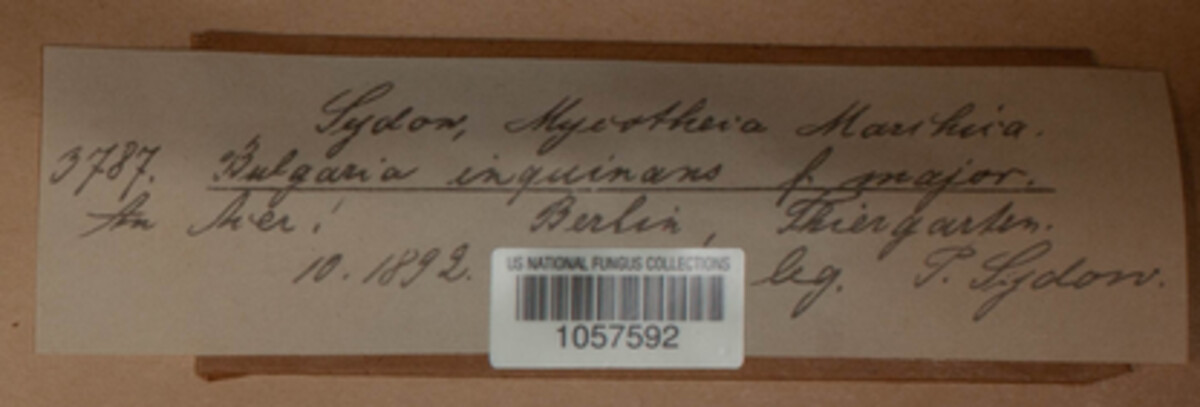 Sydow, Mycotheca Marchica.
3787. Bulgaria inquinans f. major.
An Acer! Berlin, Thiergarten.
10. 1892. leg. P. Sydow.
US NATIONAL FUNGUS COLLECTIONS
1057592